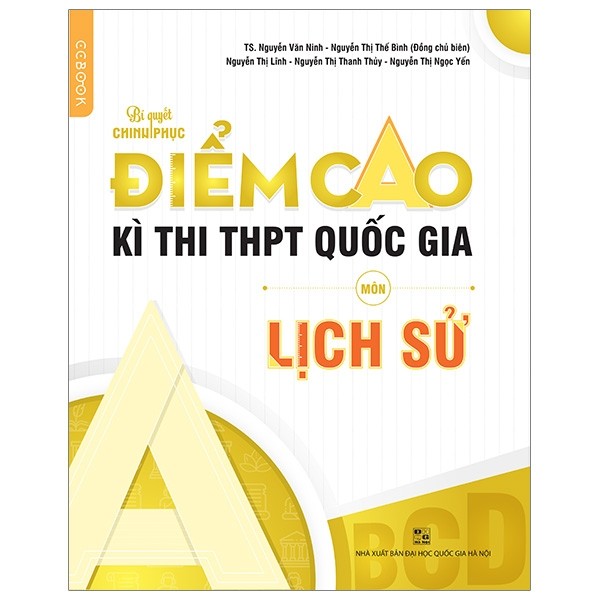 CCBOOK
TS. Nguyễn Văn Ninh - Nguyễn Thị Thế Bình (Đồng chủ biên)
Nguyễn Thị Lĩnh - Nguyễn Thị Thanh Thủy - Nguyễn Thị Ngọc Yến
Bí quyết
CHINH PHỤC
ĐIỂM CAO
KÌ THI THPT QUỐC GIA
MÔN
LỊCH SỬ
A
BCD
NHÀ XUẤT BẢN ĐẠI HỌC QUỐC GIA HÀ NỘI